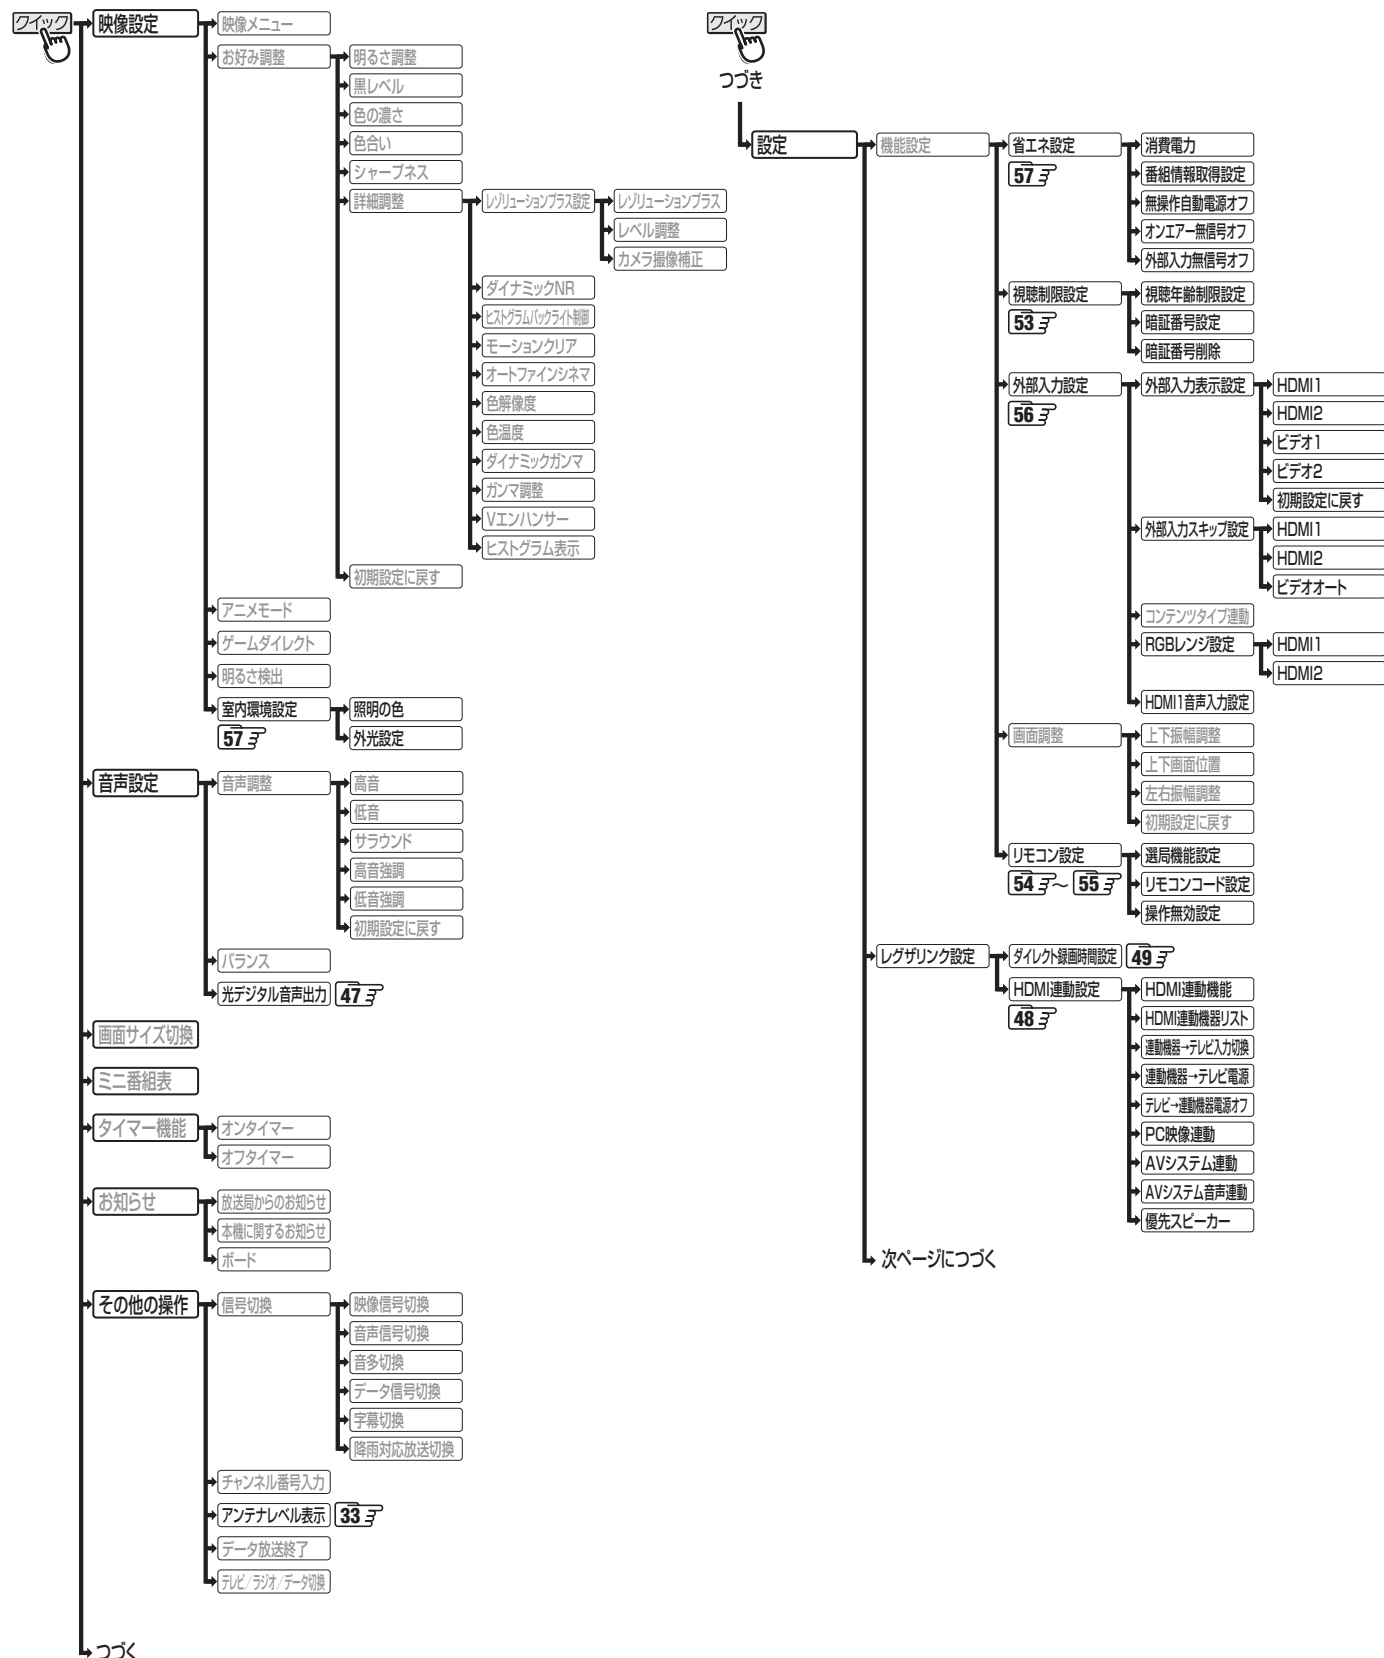 クイック
映像設定
映像メニュー
お好み調整
明るさ調整
黒レベル
色の濃さ
色合い
シャープネス
詳細調整
レゾリューションプラス設定
レゾリューションプラス
レベル調整
カメラ撮像補正
ダイナミックNR
ヒストグラムバックライト制御
モーションクリア
オートファインシネマ
色解像度
色温度
ダイナミックガンマ
ガンマ調整
Vエンハンサー
ヒストグラム表示
初期設定に戻す
アニメモード
ゲームダイレクト
明るさ検出
室内環境設定
57
照明の色
外光設定
音声設定
音声調整
高音
低音
サラウンド
高音強調
低音強調
初期設定に戻す
バランス
光デジタル音声出力 47
画面サイズ切換
ミニ番組表
タイマー機能
オンタイマー
オフタイマー
お知らせ
放送局からのお知らせ
本機に関するお知らせ
ボード
その他の操作
信号切換
映像信号切換
音声信号切換
音多切換
データ信号切換
字幕切換
降雨対応放送切換
チャンネル番号入力
アンテナレベル表示 33
データ放送終了
テレビ/ラジオ/データ切換
つづく
クイック
つづき
設定
機能設定
省エネ設定
57
消費電力
番組情報取得設定
無操作自動電源オフ
オンエアー無信号オフ
外部入力無信号オフ
視聴制限設定
53
視聴年齢制限設定
暗証番号設定
暗証番号削除
外部入力設定
56
外部入力表示設定
HDMI1
HDMI2
ビデオ1
ビデオ2
初期設定に戻す
外部入力スキップ設定
HDMI1
HDMI2
ビデオオート
コンテンツタイプ連動
RGBレンジ設定
HDMI1
HDMI2
HDMI1音声入力設定
画面調整
上下振幅調整
上下画面位置
左右振幅調整
初期設定に戻す
リモコン設定
54 ～ 55
選局機能設定
リモコンコード設定
操作無効設定
レグザリンク設定
ダイレクト録画時間設定 49
HDMI連動設定
48
HDMI連動機能
HDMI連動機器リスト
連動機器→テレビ入力切換
連動機器→テレビ電源
テレビ→連動機器電源オフ
PC映像連動
AVシステム連動
AVシステム音声連動
優先スピーカー
次ページにつづく